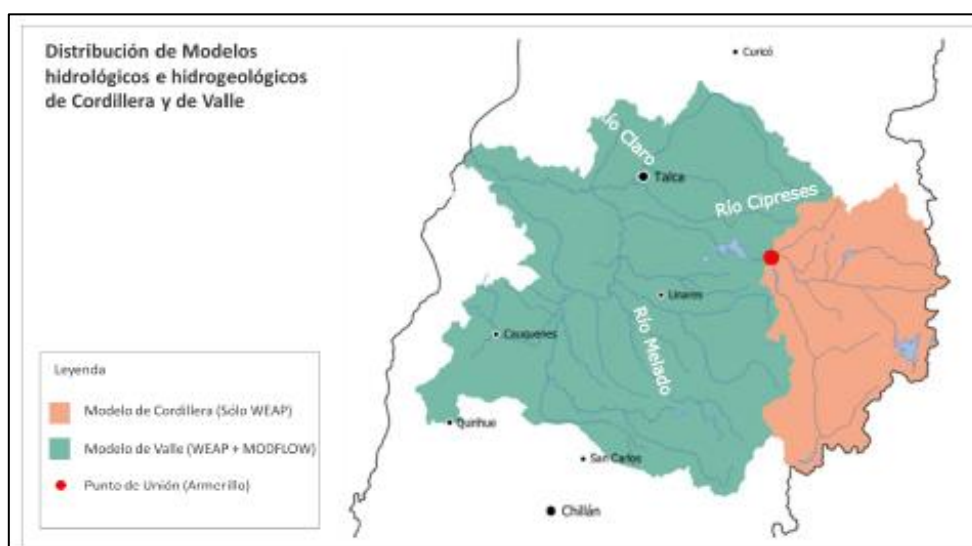 Distribución de Modelos
hidrológicos e hidrogeológicos
de Cordillera y de Valle
Curicó
Río Claro
Talca
Río Cipreses
Linares
Río Melado
Cauquenes
Quirihue
San Carlos
Chillán
Leyenda
Modelo de Cordillera (Sólo WEAP)
Modelo de Valle (WEAP + MODFLOW)
Punto de Unión (Armerillo)